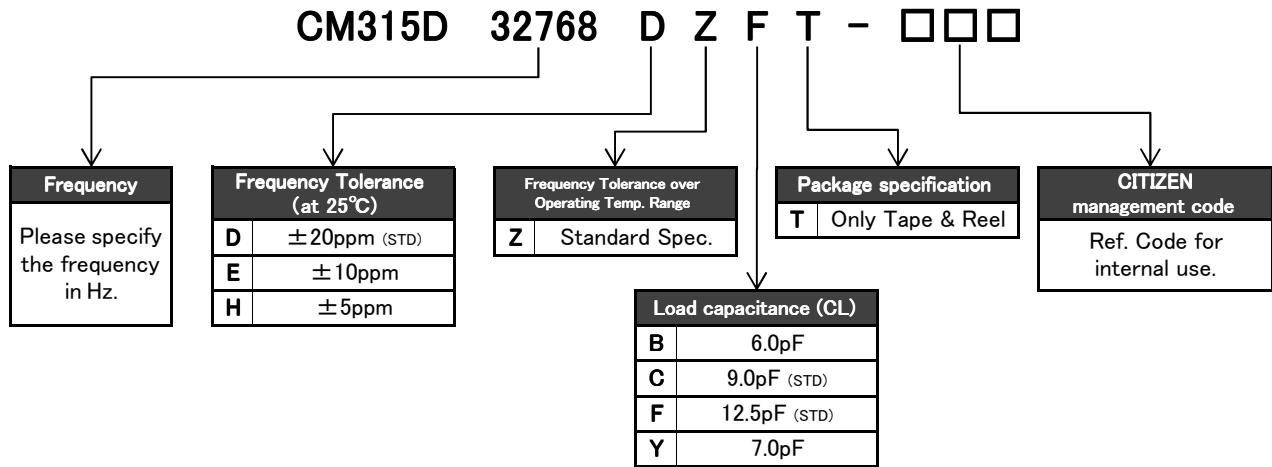 CM315D 32768 D Z F T - □□□
Frequency
Please specify
the frequency
in Hz.
Frequency Tolerance
(at 25℃)
D ±20ppm (STD)
E ±10ppm
H ±5ppm
Frequency Tolerance over
Operating Temp. Range
Z Standard Spec.
Load capacitance (CL)
B 6.0pF
C 9.0pF (STD)
F 12.5pF (STD)
Y 7.0pF
Package specification
T Only Tape & Reel
CITIZEN
management code
Ref. Code for
internal use.